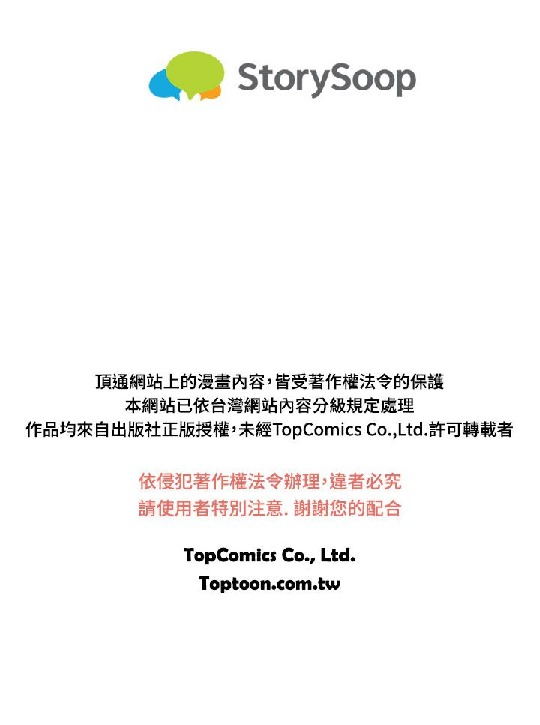 StorySoop
頂通網站上的漫畫內容,皆受著作權法令的保護
本網站已依台灣網站內容分級規定處理
作品均來自出版社正版授權,未經TopComics Co.,Ltd.許可轉載者
依侵犯著作權法令辦理,違者必究
請使用者特別注意. 謝謝您的配合
TopComics Co., Ltd.
Toptoon.com.tw